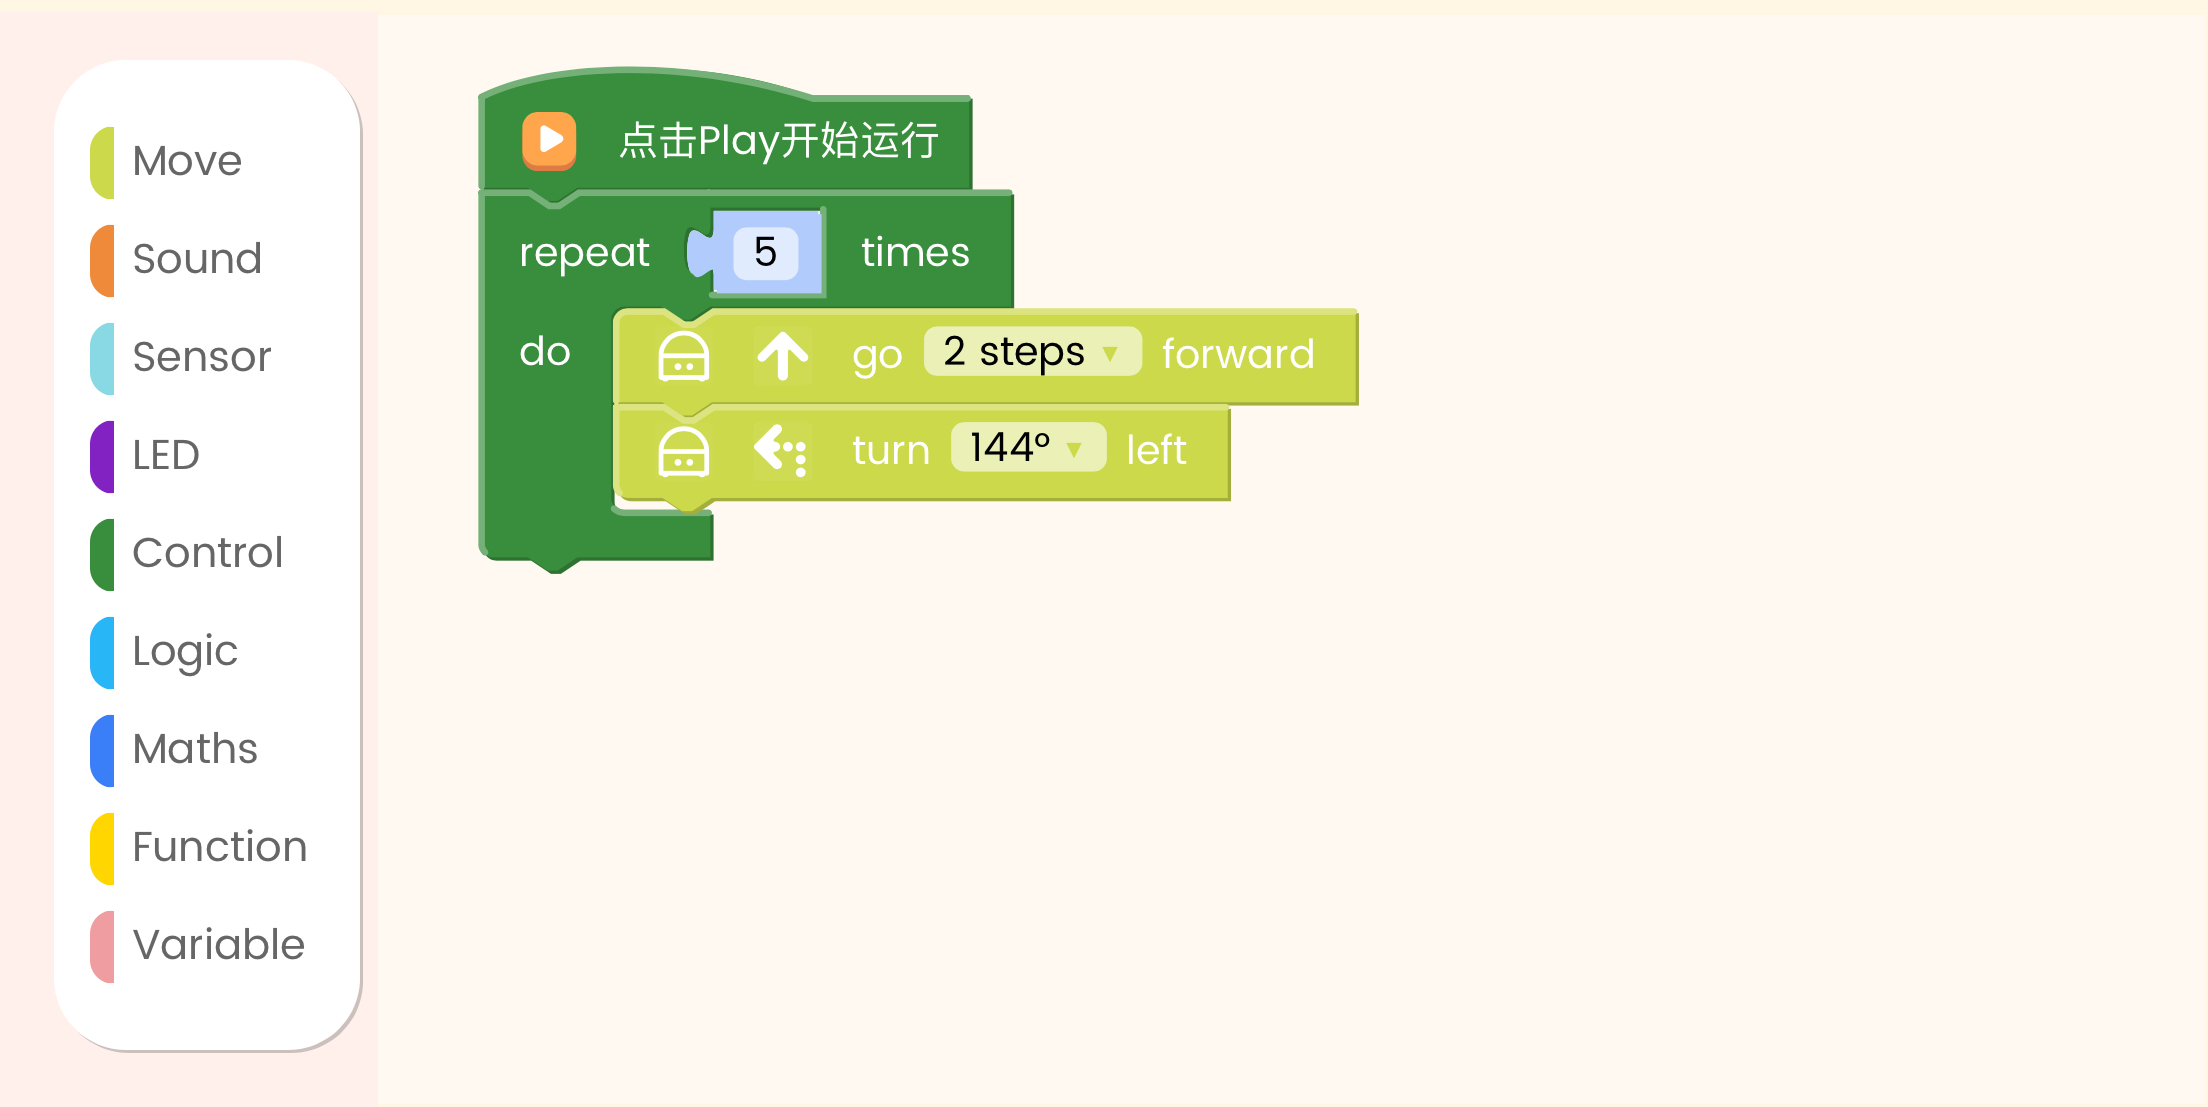 Move
Sound
Sensor
LED
Control
Logic
Maths
Function
Variable
点击Play开始运行
repeat 5 times
do go 2 steps ▼ forward
turn 144° ▼ left